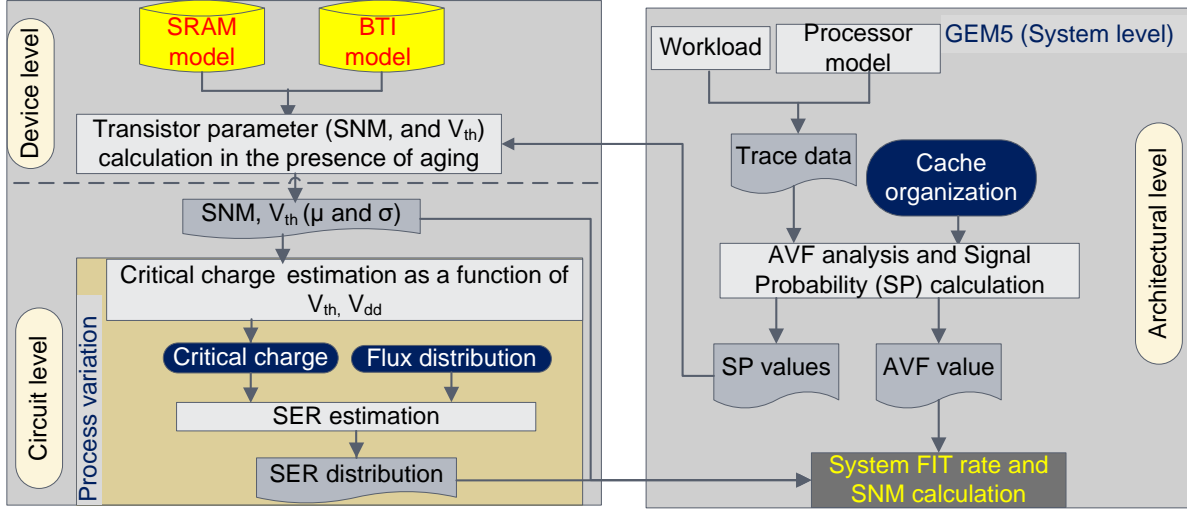 Device level
SRAM
model
BTI
model
Transistor parameter (SNM, and Vth)
calculation in the presence of aging
SNM, Vth (μ and σ)
Circuit level
Process variation
Critical charge estimation as a function of
Vth, Vdd
Critical charge
Flux distribution
SER estimation
SER distribution
GEM5 (System level)
Workload
Processor
model
Trace data
Cache
organization
Architectural level
AVF analysis and Signal
Probability (SP) calculation
SP values
AVF value
System FIT rate and
SNM calculation